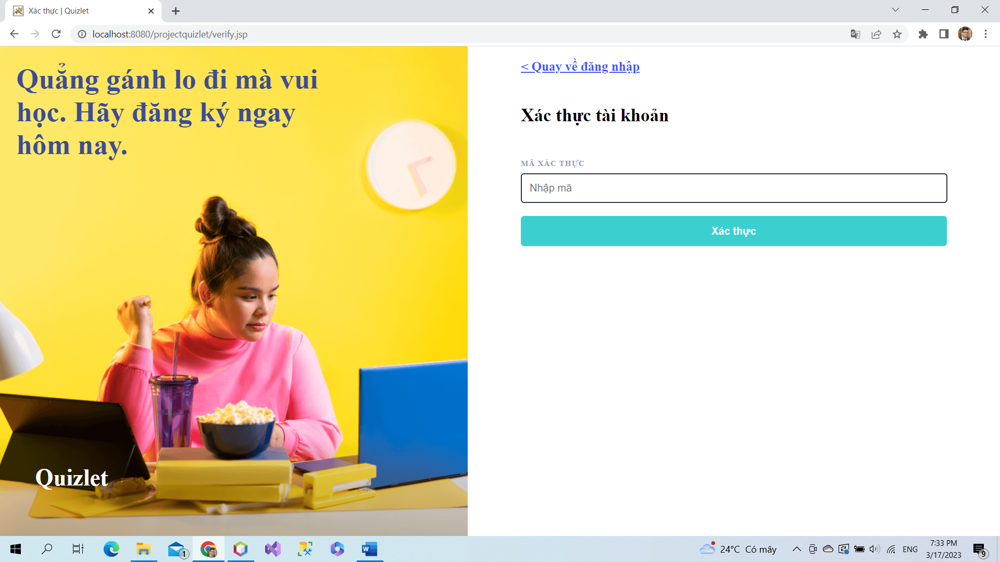 Xác thực | Quizlet
localhost:8080/projectquizlet/verify.jsp
Quẳng gánh lo đi mà vui
học. Hãy đăng ký ngay
hôm nay.
Quizlet
< Quay về đăng nhập
Xác thực tài khoản
MÃ XÁC THỰC
Nhập mã
Xác thực
1
W
24°C Có mây
ENG
7:33 PM
3/17/2023
9